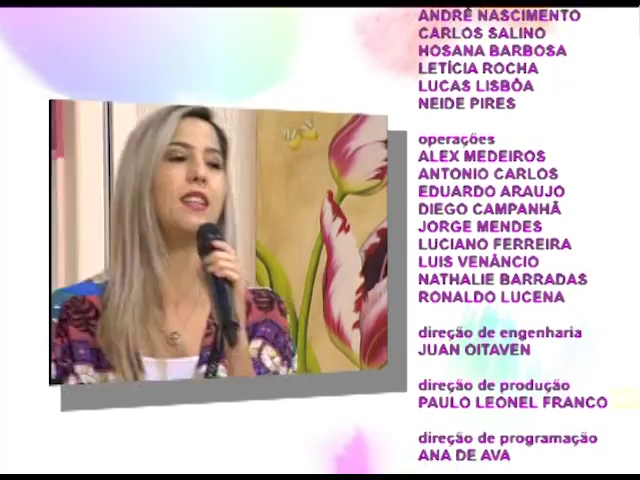 ANDRÉ NASCIMENTO
CARLOS SALINO
HOSANA BARBOSA
LETÍCIA ROCHA
LUCAS LISBÔA
NEIDE PIRES
operações
ALEX MEDEIROS
ANTONIO CARLOS
EDUARDO ARAUJO
DIEGO CAMPANHÃ
JORGE MENDES
LUCIANO FERREIRA
LUIS VENÂNCIO
NATHALIE BARRADAS
RONALDO LUCENA
direção de engenharia
JUAN OITAVEN
direção de produção
PAULO LEONEL FRANCO
direção de programação
ANA DE AVA